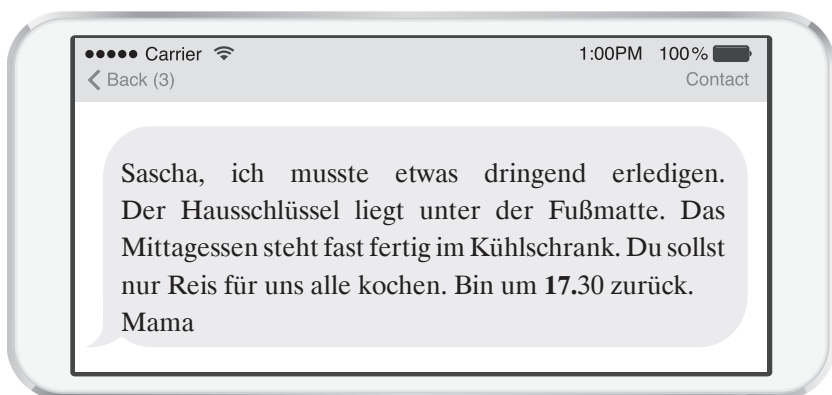 ●●●●● Carrier 1:00PM 100%
Back (3) Contact
Sascha, ich musste etwas dringend erledigen.
Der Hausschlüssel liegt unter der Fußmatte. Das
Mittagessen steht fast fertig im Kühlschrank. Du sollst
nur Reis für uns alle kochen. Bin um 17.30 zurück.
Mama